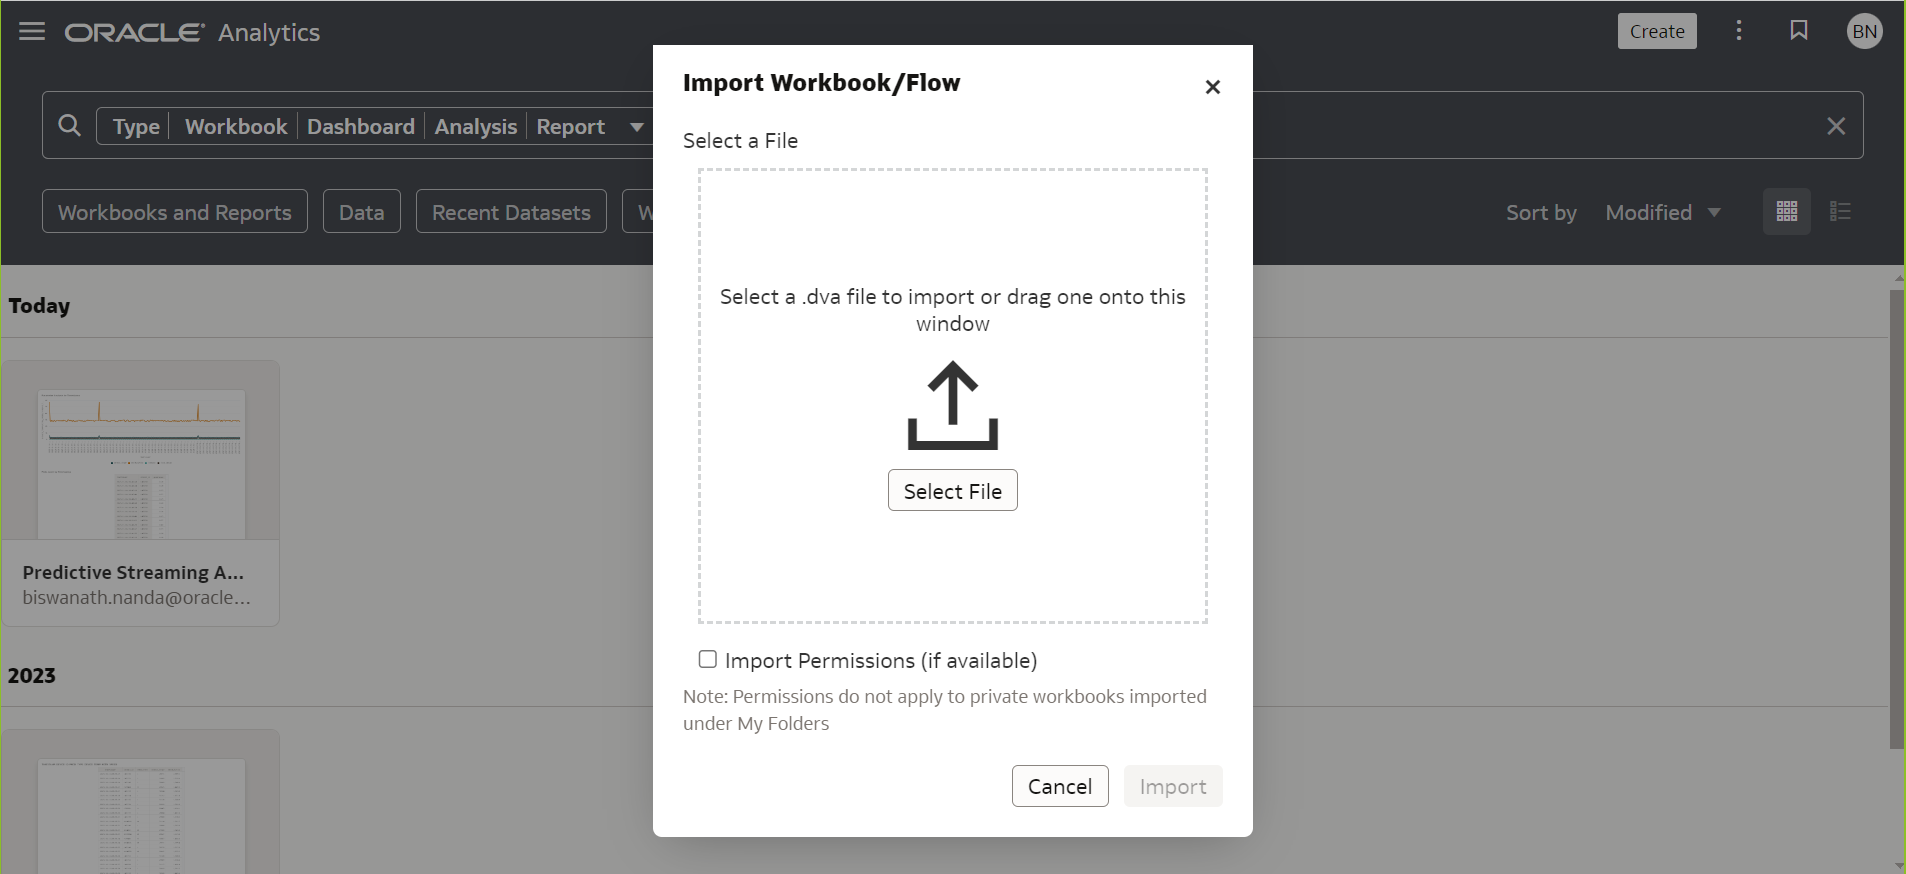 ORACLE Analytics
Create
BN
Import Workbook/Flow
Type Workbook Dashboard Analysis Report
Select a File
Workbooks and Reports Data Recent Datasets W
Sort by Modified
Select a .dva file to import or drag one onto this
window
Select File
Today
Predictive Streaming A...
biswanath.nanda@oracle...
Import Permissions (if available)
2023
Note: Permissions do not apply to private workbooks imported
under My Folders
Cancel Import